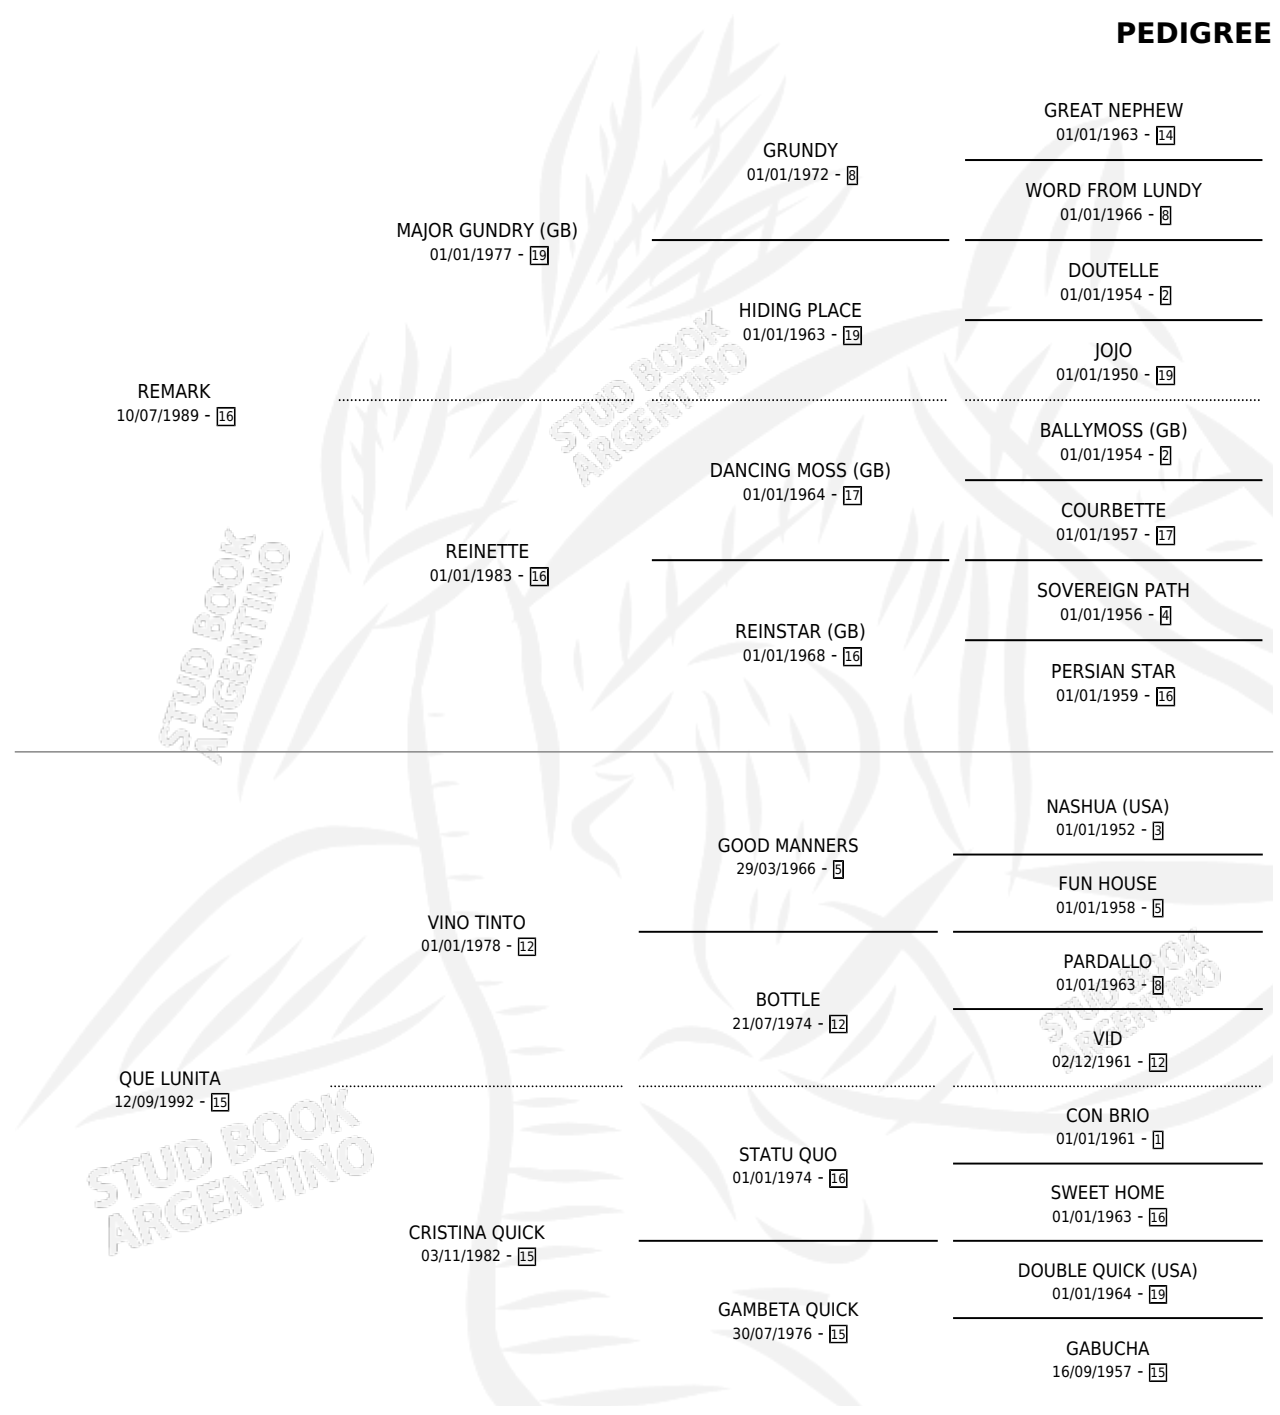 PEDIGREE
GREAT NEPHEW
01/01/1963 - 14
GRUNDY
01/01/1972 - 8
WORD FROM LUNDY
01/01/1966 - 8
MAJOR GUNDRY (GB)
01/01/1977 - 19
DOUTELLE
01/01/1954 - 2
HIDING PLACE
01/01/1963 - 19
JOJO
01/01/1950 - 19
REMARK
10/07/1989 - 16
BALLYMOSS (GB)
01/01/1954 - 2
DANCING MOSS (GB)
01/01/1964 - 17
COURBETTE
01/01/1957 - 17
REINETTE
01/01/1983 - 16
SOVEREIGN PATH
01/01/1956 - 4
REINSTAR (GB)
01/01/1968 - 16
PERSIAN STAR
01/01/1959 - 16
NASHUA (USA)
01/01/1952 - 3
GOOD MANNERS
29/03/1966 - 5
FUN HOUSE
01/01/1958 - 5
VINO TINTO
01/01/1978 - 12
PARDALLO
01/01/1963 - 8
BOTTLE
21/07/1974 - 12
VID
02/12/1961 - 12
QUE LUNITA
12/09/1992 - 15
CON BRIO
01/01/1961 - 1
STATU QUO
01/01/1974 - 16
SWEET HOME
01/01/1963 - 16
CRISTINA QUICK
03/11/1982 - 15
DOUBLE QUICK (USA)
01/01/1964 - 19
GAMBETA QUICK
30/07/1976 - 15
GABUCHA
16/09/1957 - 15
STUD BOOK
ARGENTINO
STUD BOOK
ARGENTINO
STUD BOOK
ARGENTINO
STUD BOOK
ARGENTINO